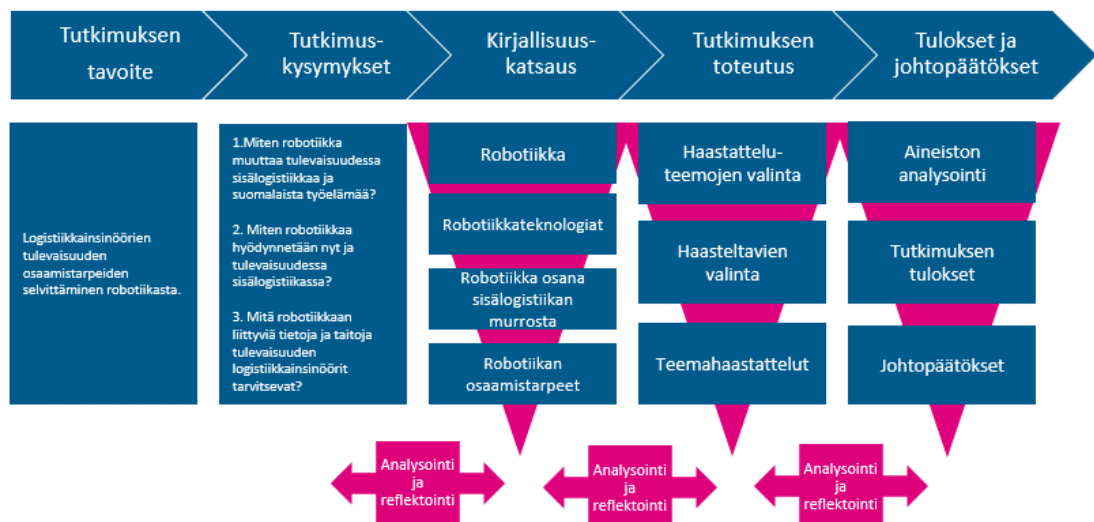 Tutkimuksen
tavoite
Tutkimus-
kysymykset
Kirjallisuus-
katsaus
Tutkimuksen
toteutus
Tulokset ja
johtopäätökset
Logistiikkainsinöörien
tulevaisuuden
osaamistarpeiden
selvittäminen robotiikasta.
1.Miten robotiikka
muuttaa tulevaisuudessa
sisälogistiikkaa ja
suomalaista työelämää?
2. Miten robotiikkaa
hyödynnetään nyt ja
tulevaisuudessa
sisälogistiikassa?
3. Mitä robotiikkaan
liittyviä tietoja ja taitoja
tulevaisuuden
logistiikkainsinöörit
tarvitsevat?
Robotiikka
Robotiikkateknologiat
Robotiikka osana
sisälogistiikan
murrosta
Robotiikan
osaamistarpeet
Haastattelu-
teemojen valinta
Haasteltavien
valinta
Teemahaastattelut
Aineiston
analysointi
Tutkimuksen
tulokset
Johtopäätökset
Analysointi
ja
reflektointi
Analysointi
ja
reflektointi
Analysointi
ja
reflektointi